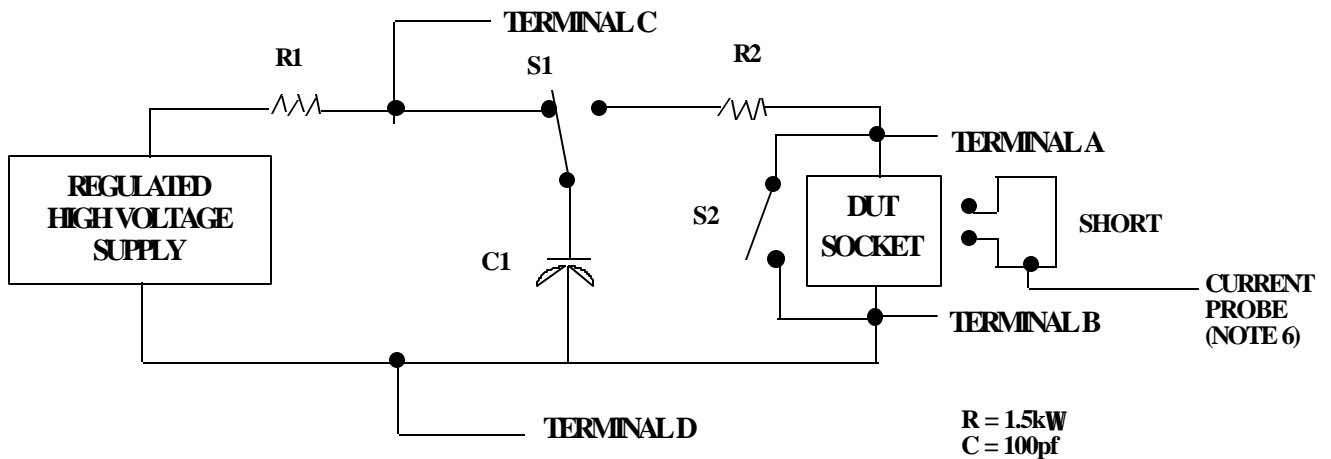 TERMINAL C
R1
S1
R2
TERMINAL A
REGULATED
HIGH VOLTAGE
SUPPLY
S2
DUT
SOCKET
SHORT
C1
CURRENT
PROBE
(NOTE 6)
TERMINAL B
TERMINAL D
R = 1.5kW
C = 100pf